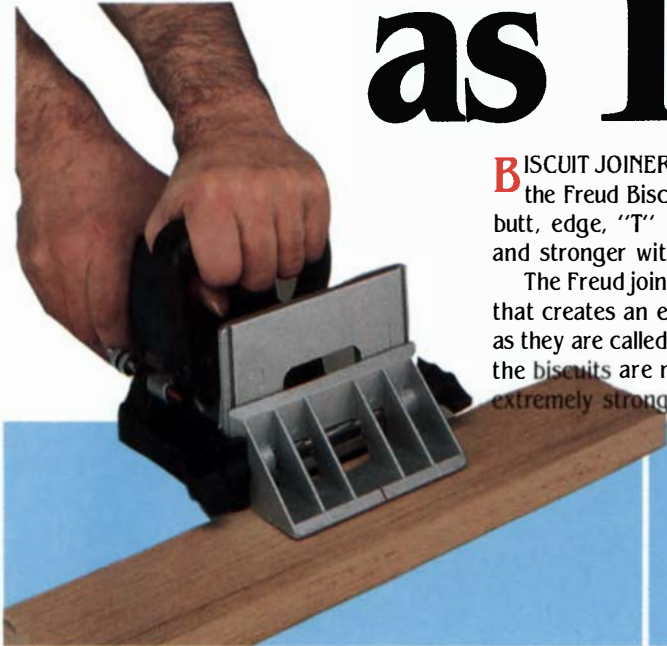 as
BISCUIT JOINER
the Freud Bisc
butt, edge, "T"
and stronger wit
The Freud join
that creates an e
as they are called
the biscuits are r
extremely strong